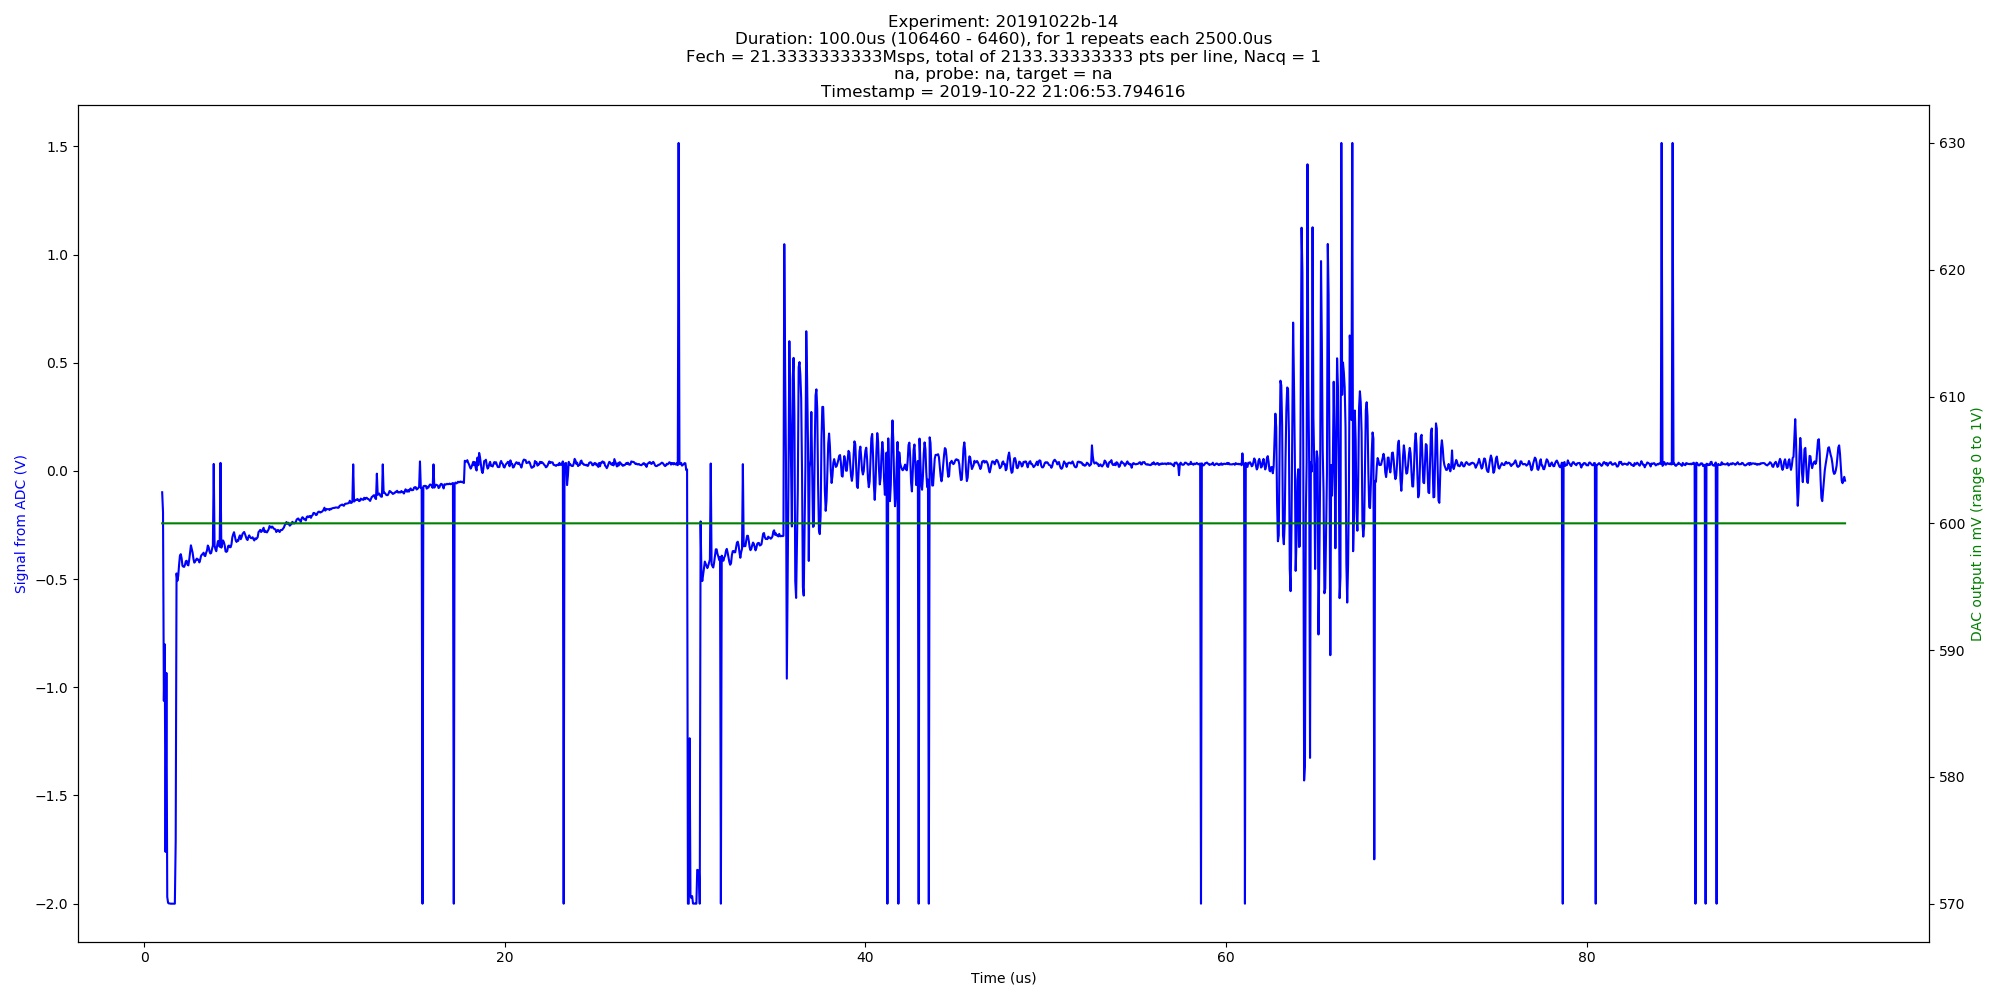 Experiment: 20191022b-14
Duration: 100.0us (106460 - 6460), for 1 repeats each 2500.0us
Fech = 21.3333333333Msps, total of 2133.33333333 pts per line, Nacq = 1
na, probe: na, target = na
Timestamp = 2019-10-22 21:06:53.794616
Signal from ADC (V)
1.5
1.0
0.5
0.0
−0.5
−1.0
−1.5
−2.0
630
620
610
600
590
580
570
DAC output in mV (range 0 to 1V)
0
20
40
60
80
Time (us)